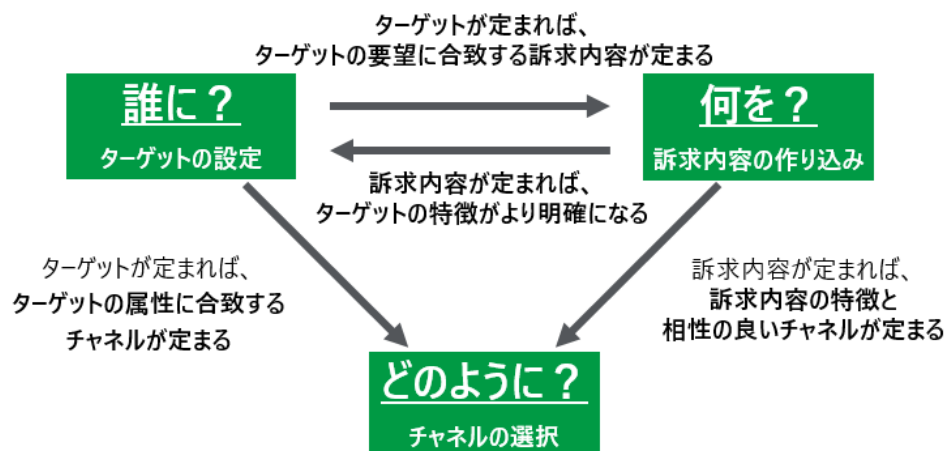 ターゲットが定まれば、
ターゲットの要望に合致する訴求内容が定まる
誰に？
ターゲットの設定
何を？
訴求内容の作り込み
訴求内容が定まれば、
ターゲットの特徴がより明確になる
ターゲットが定まれば、
ターゲットの属性に合致する
チャネルが定まる
訴求内容が定まれば、
訴求内容の特徴と
相性の良いチャネルが定まる
どのように？
チャネルの選択